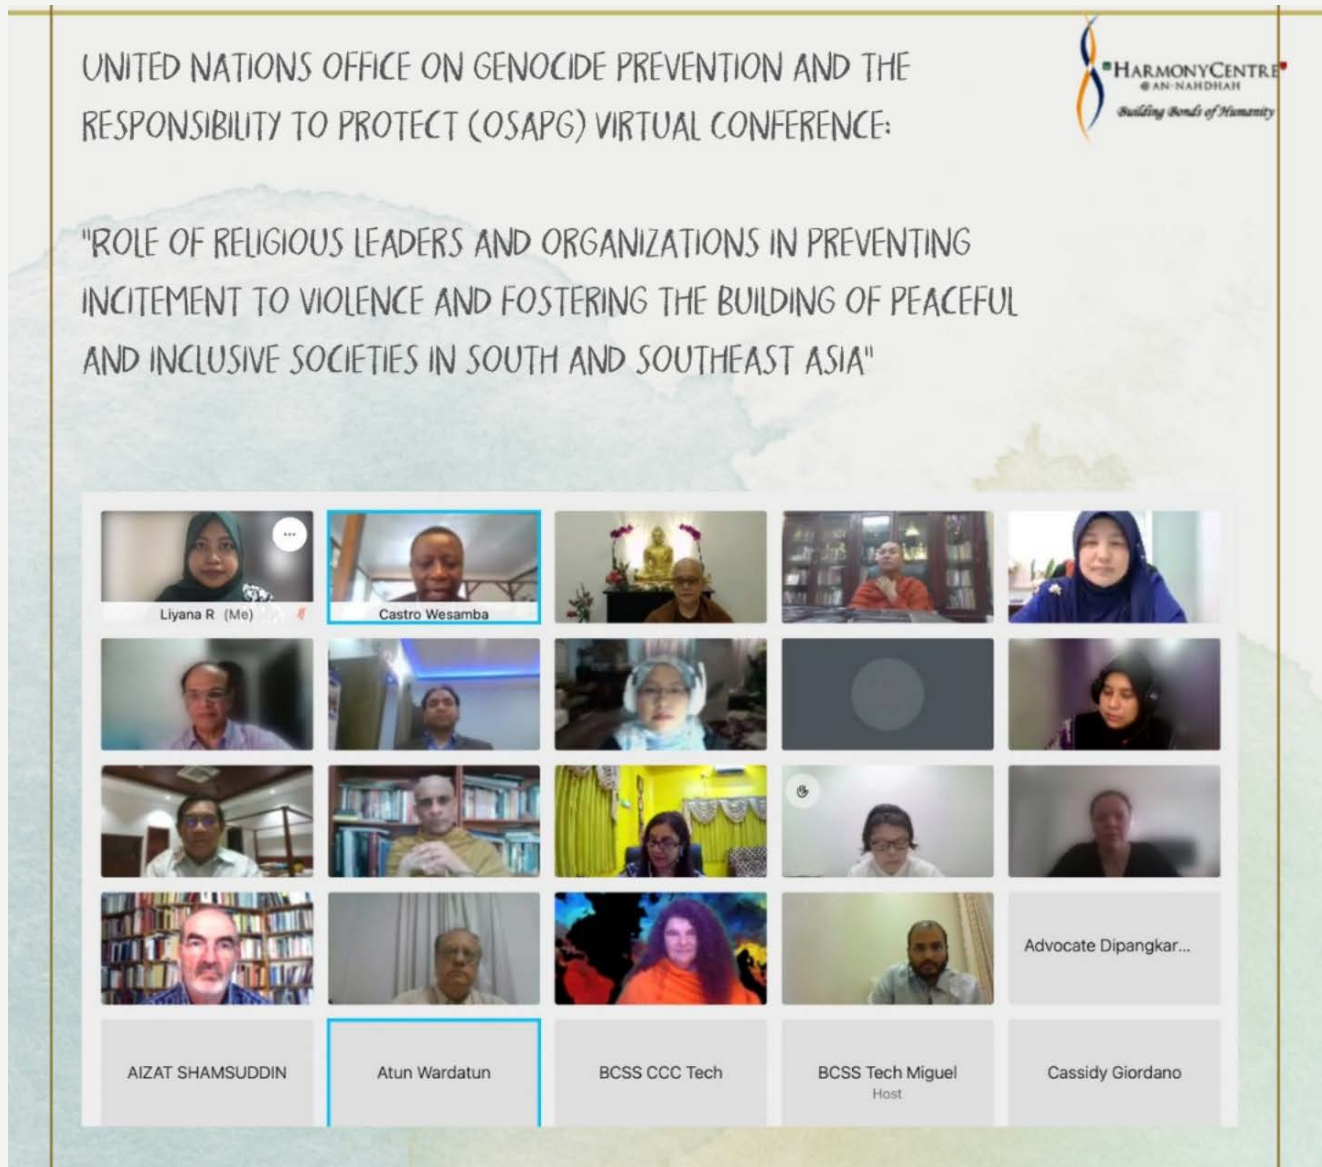 UNITED NATIONS OFFICE ON GENOCIDE PREVENTION AND THE
RESPONSIBILITY TO PROTECT (OSAPG) VIRTUAL CONFERENCE:
HARMONYCENTRE
@ AN-NAHDHAH
Building Bonds of Humanity
"ROLE OF RELIGIOUS LEADERS AND ORGANIZATIONS IN PREVENTING
INCITEMENT TO VIOLENCE AND FOSTERING THE BUILDING OF PEACEFUL
AND INCLUSIVE SOCIETIES IN SOUTH AND SOUTHEAST ASIA"
Liyana R (Me)
Castro Wesamba
Advocate Dipangkar...
AIZAT SHAMSUDDIN
Atun Wardatun
BCSS CCC Tech
BCSS Tech Miguel
Host
Cassidy Giordano